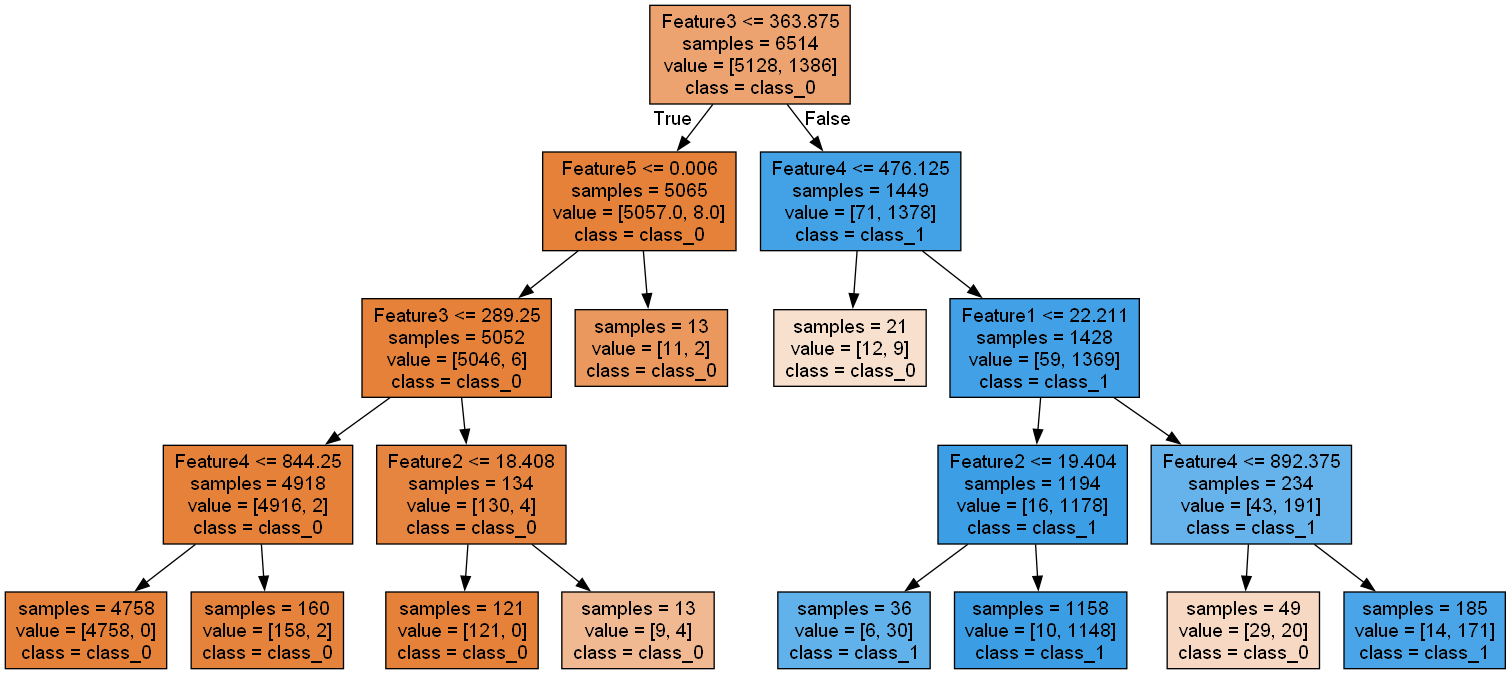 Feature3 <= 363.875
samples = 6514
value = [5128, 1386]
class = class_0
True
False
Feature5 <= 0.006
samples = 5065
value = [5057.0, 8.0]
class = class_0
Feature4 <= 476.125
samples = 1449
value = [71, 1378]
class = class_1
Feature3 <= 289.25
samples = 5052
value = [5046, 6]
class = class_0
samples = 13
value = [11, 2]
class = class_0
samples = 21
value = [12, 9]
class = class_0
Feature1 <= 22.211
samples = 1428
value = [59, 1369]
class = class_1
Feature4 <= 844.25
samples = 4918
value = [4916, 2]
class = class_0
Feature2 <= 18.408
samples = 134
value = [130, 4]
class = class_0
Feature2 <= 19.404
samples = 1194
value = [16, 1178]
class = class_1
Feature4 <= 892.375
samples = 234
value = [43, 191]
class = class_1
samples = 4758
value = [4758, 0]
class = class_0
samples = 160
value = [158, 2]
class = class_0
samples = 121
value = [121, 0]
class = class_0
samples = 13
value = [9, 4]
class = class_0
samples = 36
value = [6, 30]
class = class_1
samples = 1158
value = [10, 1148]
class = class_1
samples = 49
value = [29, 20]
class = class_0
samples = 185
value = [14, 171]
class = class_1